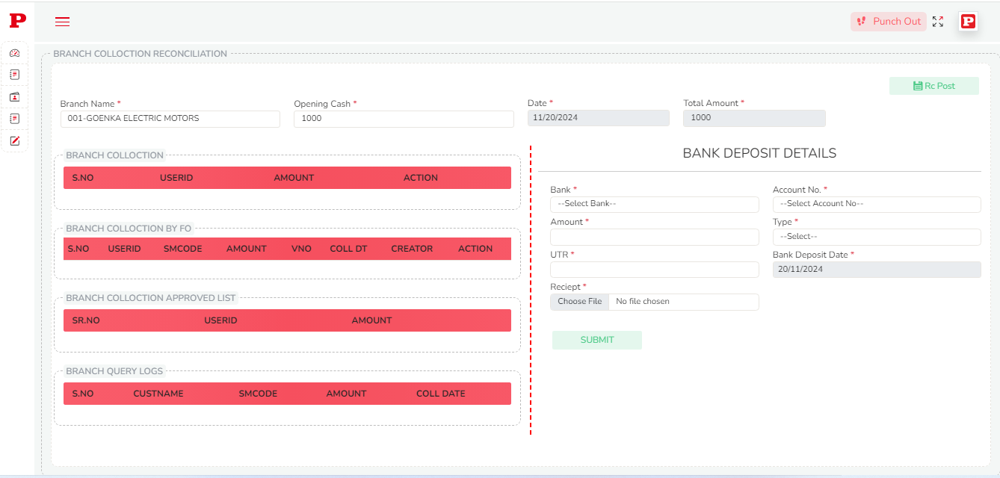 P
Punch Out
P
BRANCH COLLOCTION RECONCILIATION
Rc Post
Branch Name *
Opening Cash *
Date *
Total Amount *
001-GOENKA ELECTRIC MOTORS
1000
11/20/2024
1000
BRANCH COLLOCTION
S.NO USERID AMOUNT ACTION
BRANCH COLLOCTION BY FO
S.NO USERID SMCODE AMOUNT VNO COLL DT CREATOR ACTION
BRANCH COLLOCTION APPROVED LIST
SR.NO USERID AMOUNT
BRANCH QUERY LOGS
S.NO CUSTNAME SMCODE AMOUNT COLL DATE
BANK DEPOSIT DETAILS
Bank *
Account No. *
--Select Bank--
--Select Account No--
Amount *
Type *
--Select--
UTR *
Bank Deposit Date *
20/11/2024
Reciept *
Choose File No file chosen
SUBMIT